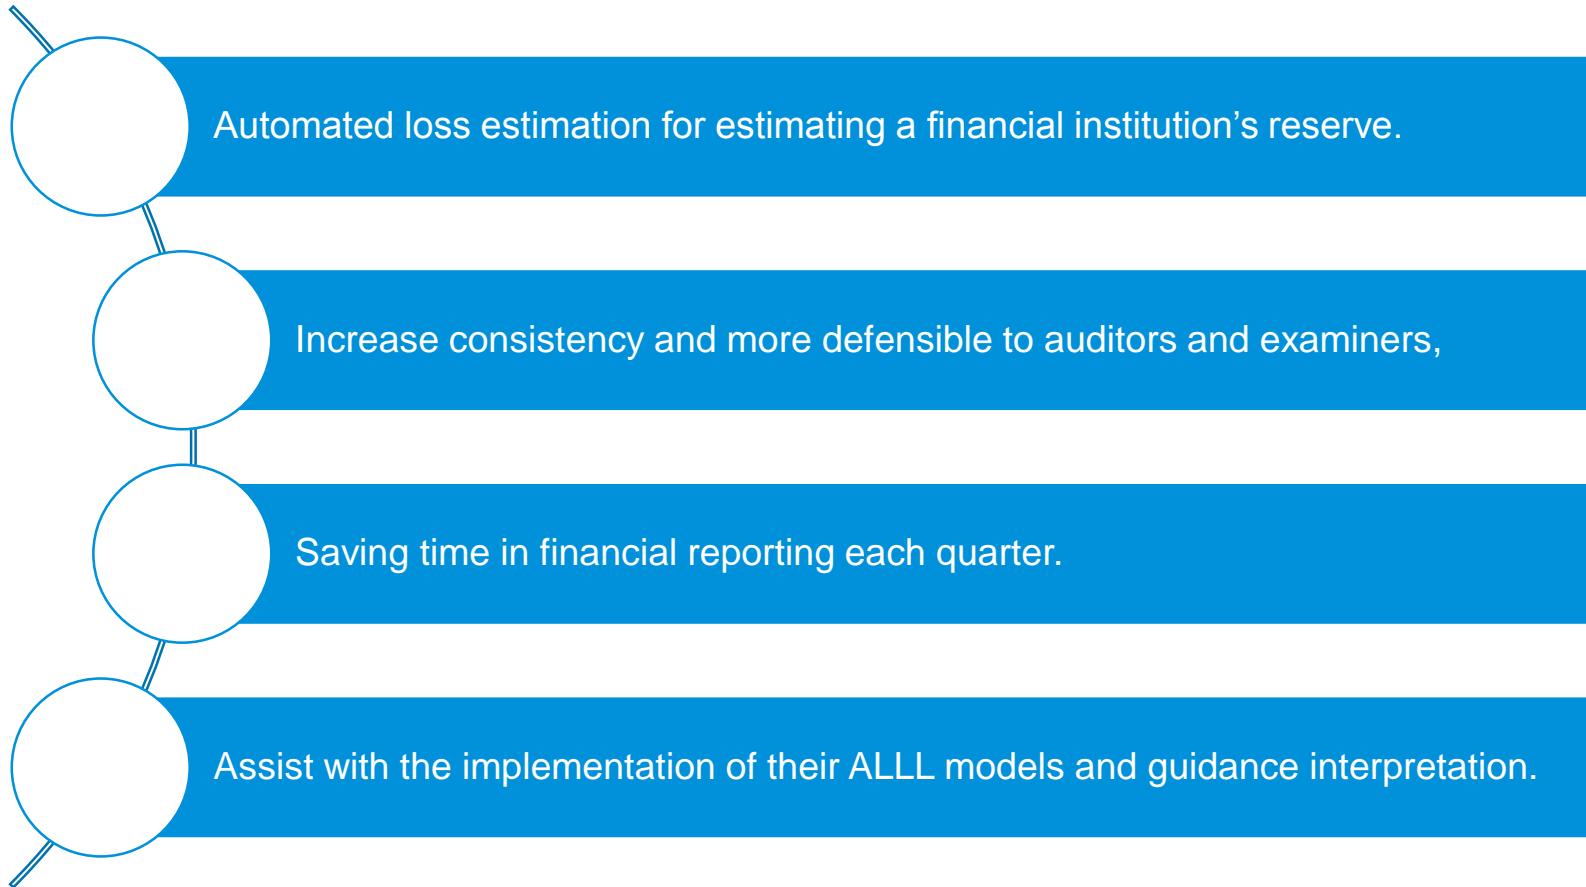 Automated loss estimation for estimating a financial institution’s reserve.
Increase consistency and more defensible to auditors and examiners,
Saving time in financial reporting each quarter.
Assist with the implementation of their ALLL models and guidance interpretation.